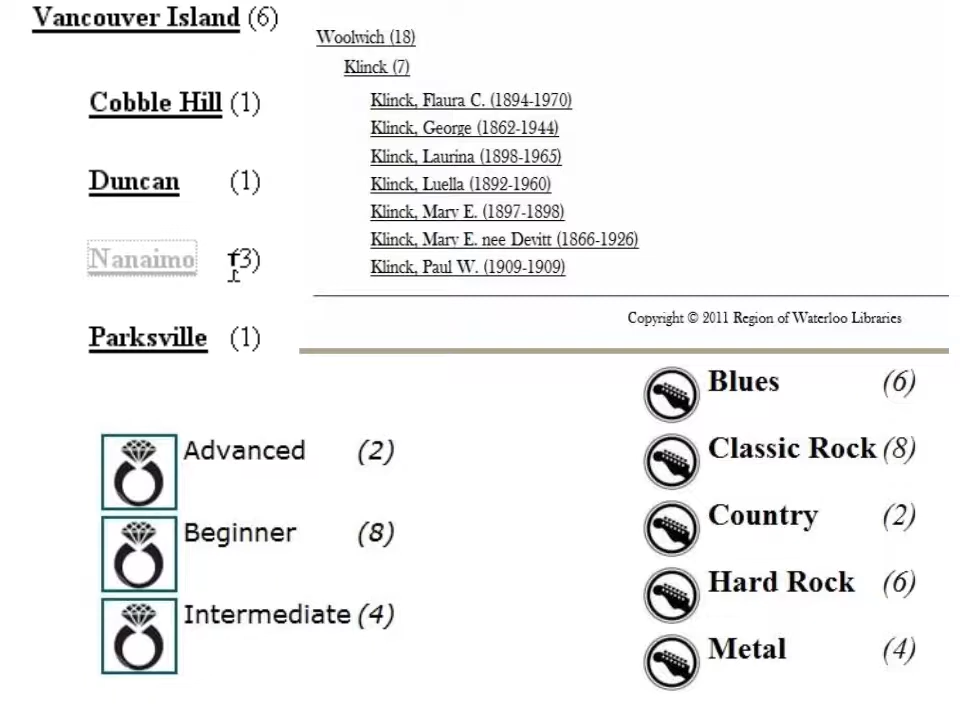 Vancouver Island (6)
Cobble Hill (1)
Duncan (1)
Nanaimo (3)
Parksville (1)
Woolwich (18)
Klinck (7)
Klinck, Flaura C. (1894-1970)
Klinck, George (1862-1944)
Klinck, Laurina (1898-1965)
Klinck, Luella (1892-1960)
Klinck, Mary E. (1897-1898)
Klinck, Mary E. nee Devitt (1866-1926)
Klinck, Paul W. (1909-1909)
Copyright © 2011 Region of Waterloo Libraries
Advanced (2)
Beginner (8)
Intermediate (4)
Blues (6)
Classic Rock (8)
Country (2)
Hard Rock (6)
Metal (4)